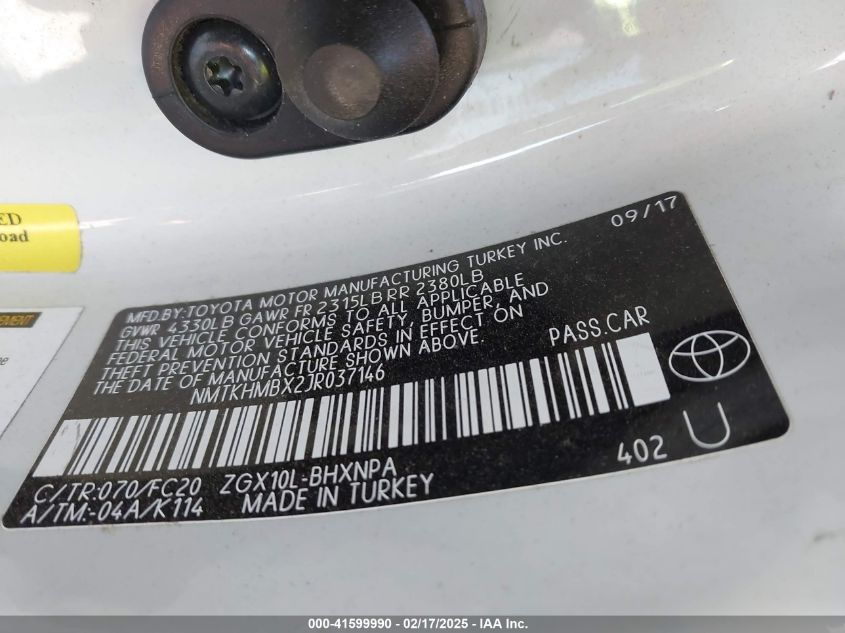 ED
oad
EMENT
MFD.BY:TOYOTA MOTOR MANUFACTURING TURKEY INC. 09/17
GVWR 4330LB GAWR FR 2315LB RR 2380LB
THIS VEHICLE CONFORMS TO ALL APPLICABLE
FEDERAL MOTOR VEHICLE SAFETY, BUMPER, AND
THEFT PREVENTION STANDARDS IN EFFECT ON
THE DATE OF MANUFACTURE SHOWN ABOVE. PASS.CAR
NMTKHMBX2JR037146
402 U
C/TR:070/FC20 ZGX10L-BHXNPA
A/TM:-04A/K114 MADE IN TURKEY
000-41599990 / 02/17/2025 - IAA Inc.